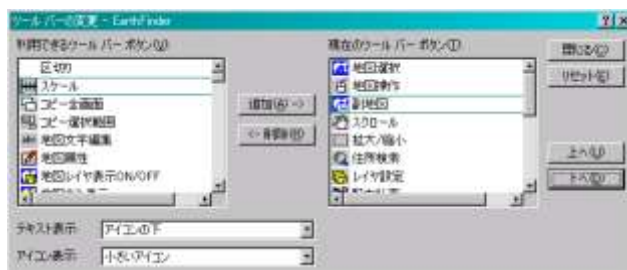 ツール バーの変更 - EarthFinder
利用できるツール バー ボタン(V)
区切り
スケール
コピー全画面
コピー選択範囲
地図文字編集
地図属性
地図レイヤ表示ON/OFF
追加(A) ->
<- 削除(R)
現在のツール バー ボタン(T)
地図選択
地図操作
副地図
スクロール
拡大/縮小
住所検索
レイヤ設定
閉じる(C)
リセット(E)
上へ(U)
下へ(D)
テキスト表示
アイコンの下
アイコン表示
小さいアイコン